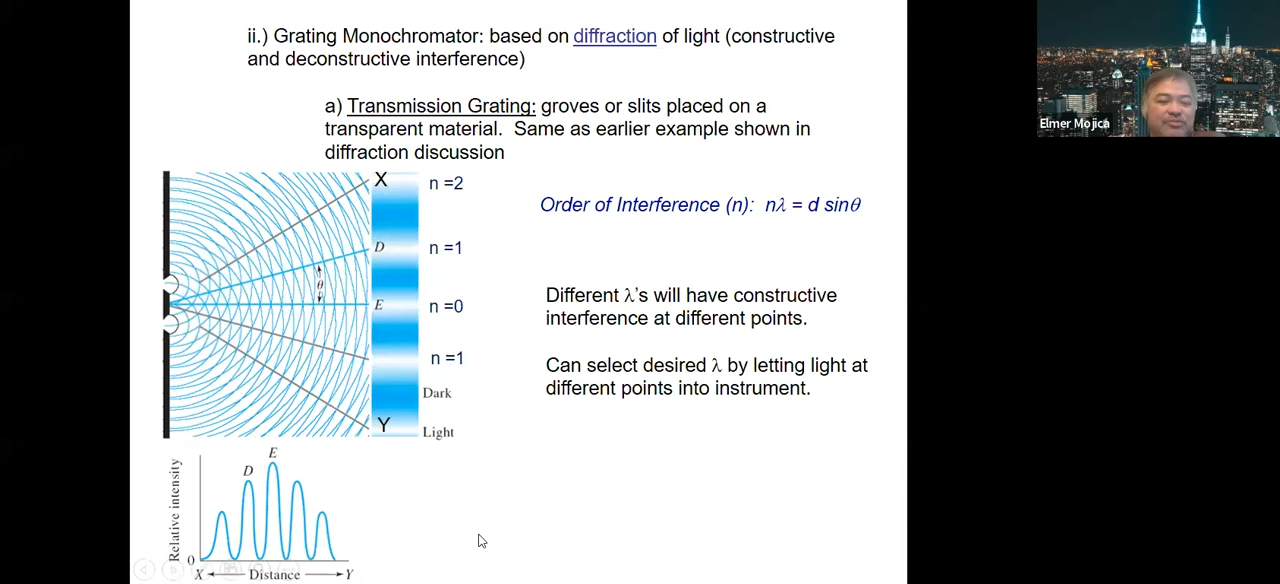 ii.) Grating Monochromator: based on diffraction of light (constructive
and deconstructive interference)
Elmer Mojica
a) Transmission Grating: groves or slits placed on a
transparent material.  Same as earlier example shown in
diffraction discussion
X
n =2
Order of Interference (n):  nλ = d sinθ
D
n =1
θ
E
n =0
Different λ's will have constructive
interference at different points.
n =1
Can select desired λ by letting light at
different points into instrument.
Dark
Y
Light
E
D
Relative intensity
0
X
Distance
Y